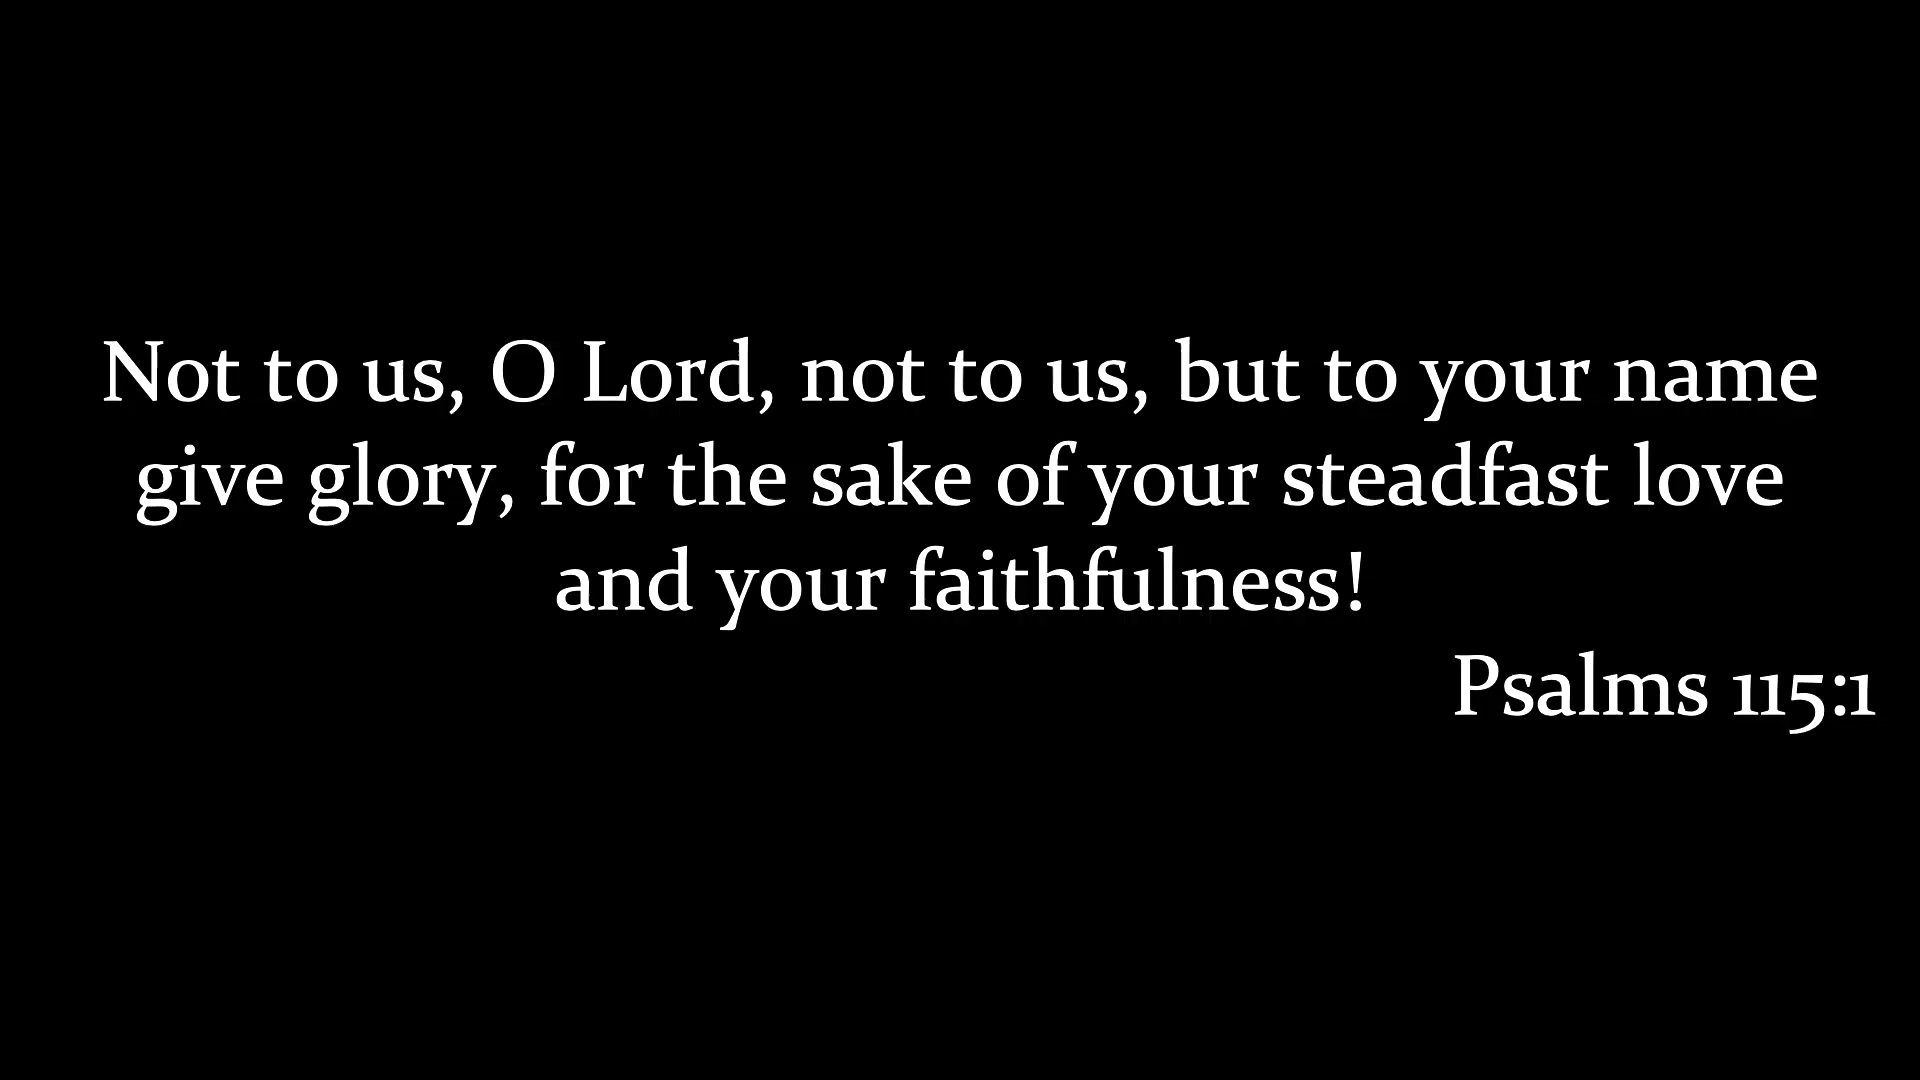 Not to us, O Lord, not to us, but to your name
give glory, for the sake of your steadfast love
and your faithfulness!
Psalms 115:1